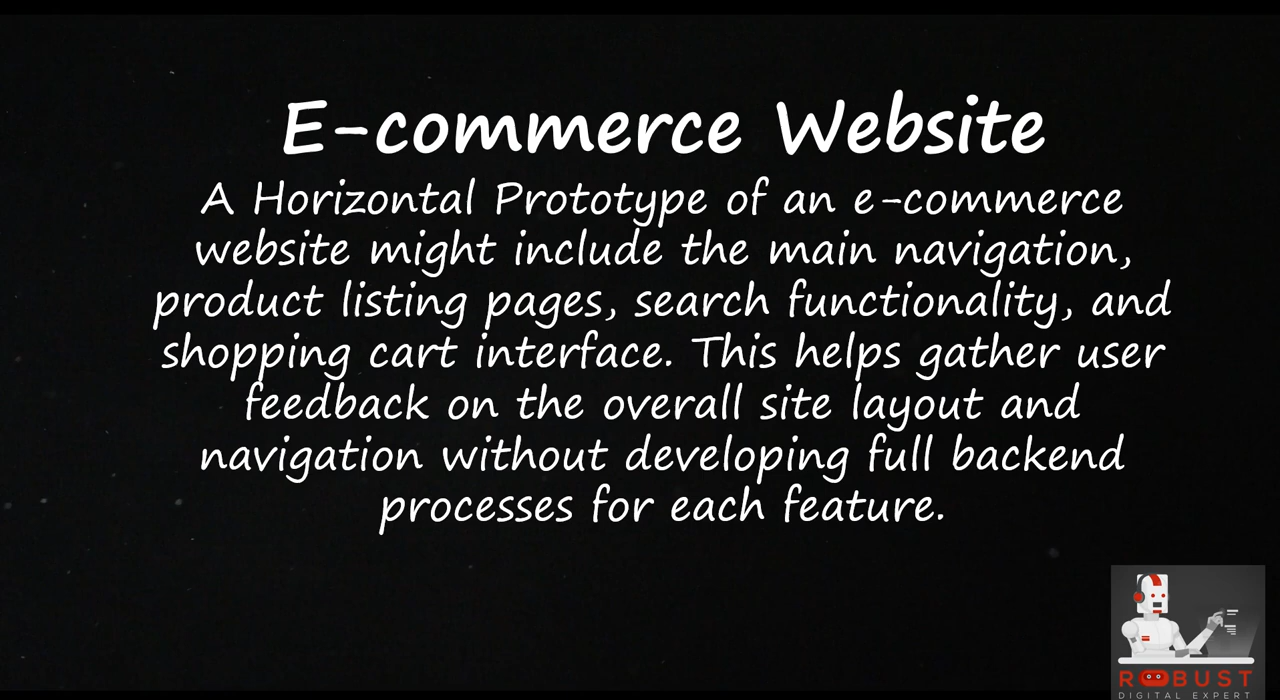 E-commerce Website
A Horizontal Prototype of an e-commerce
website might include the main navigation,
product listing pages, search functionality, and
shopping cart interface. This helps gather user
feedback on the overall site layout and
navigation without developing full backend
processes for each feature.
ROBUST
DIGITAL EXPERT